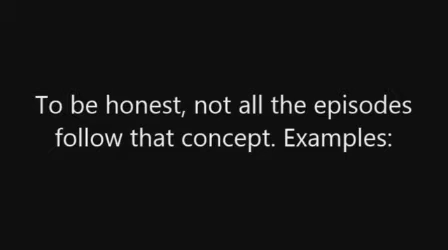 To be honest, not all the episodes
follow that concept. Examples: